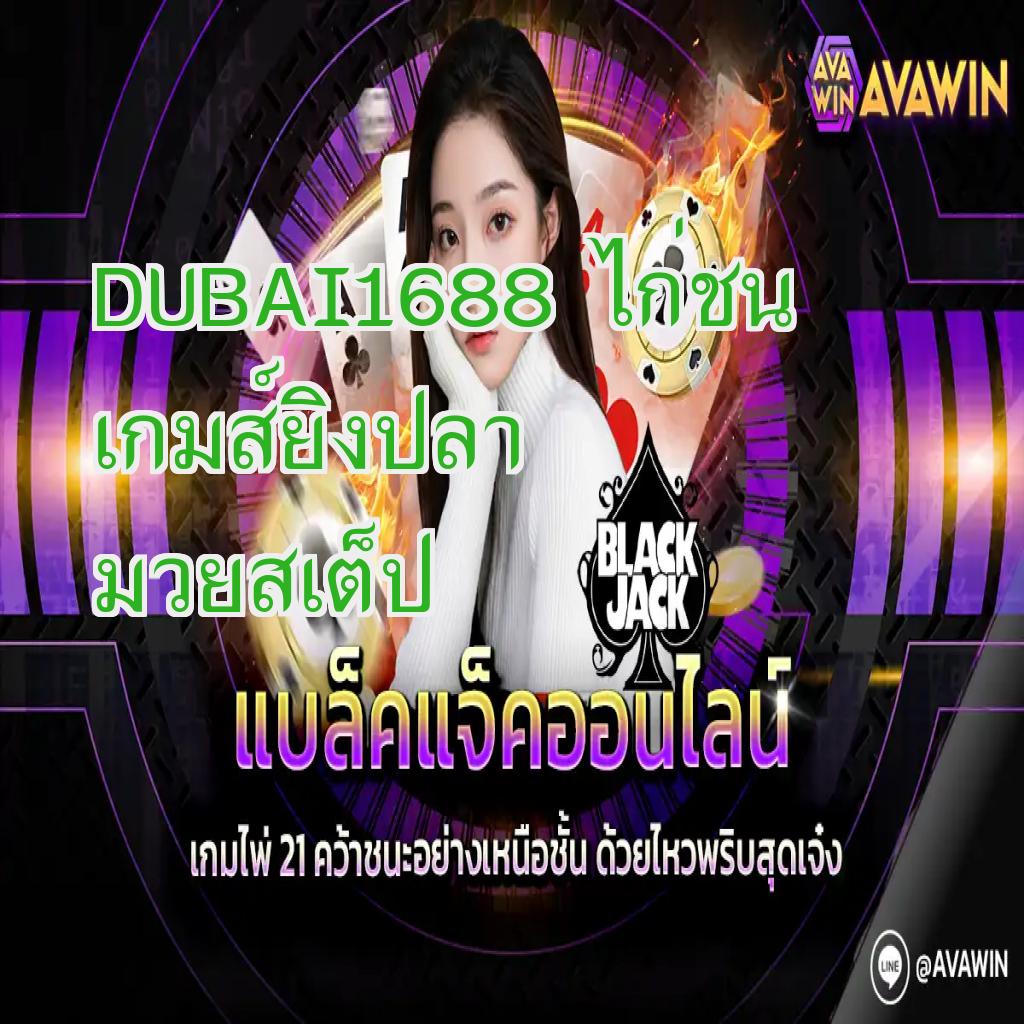 AVA
WIN
AVAWIN
DUBAI1688 ไก่ชน
เกมส์ยิงปลา
มวยสเต็ป
BLACK
JACK
แบล็คแจ็คออนไลน์
เกมไพ่ 21 คว้าชนะอย่างเหนือชั้น ด้วยไหวพริบสุดเจ๋ง
LINE @AVAWIN